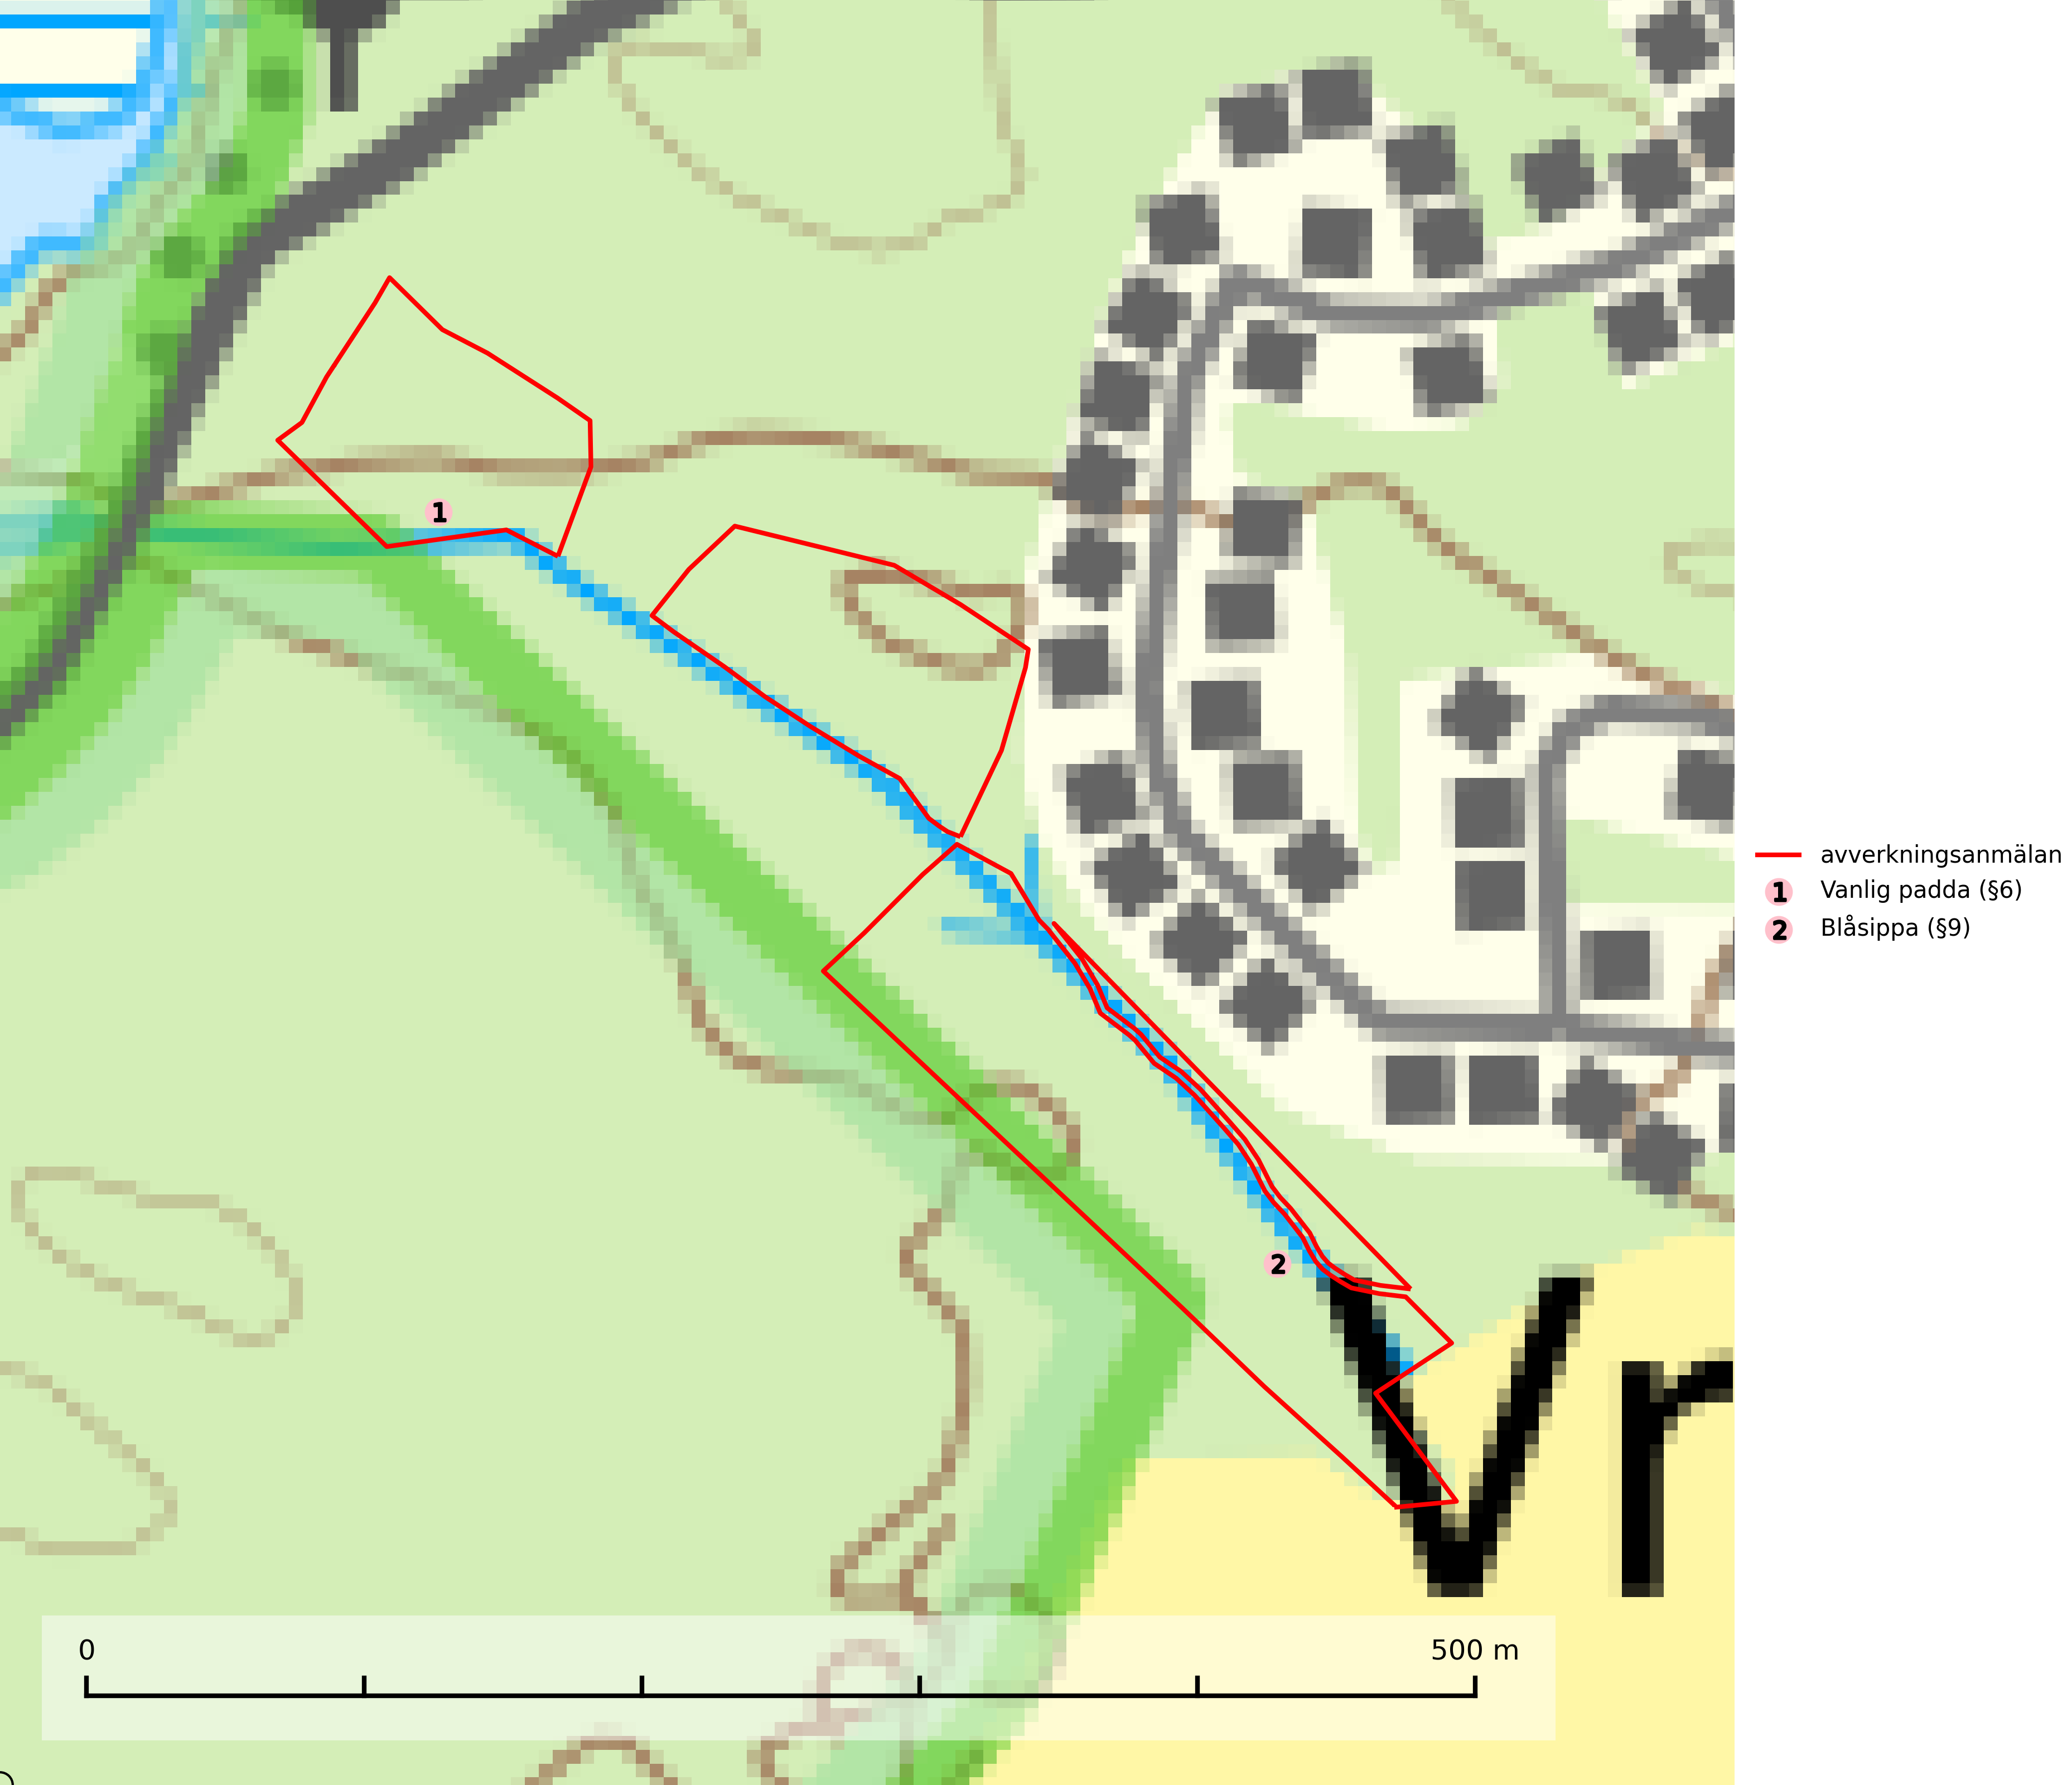 1
2
vr
avverkningsanmälan
1 Vanlig padda (§6)
2 Blåsippa (§9)
0 500 m